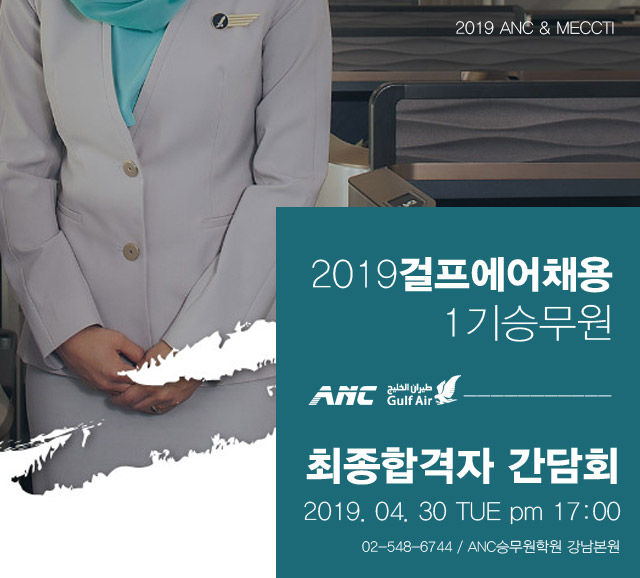 2019 ANC & MECCTI
2019걸프에어채용
1기승무원
ANC
طيران الخليج
Gulf Air
최종합격자 간담회
2019. 04. 30 TUE pm 17:00
02-548-6744 / ANC승무원학원 강남본원